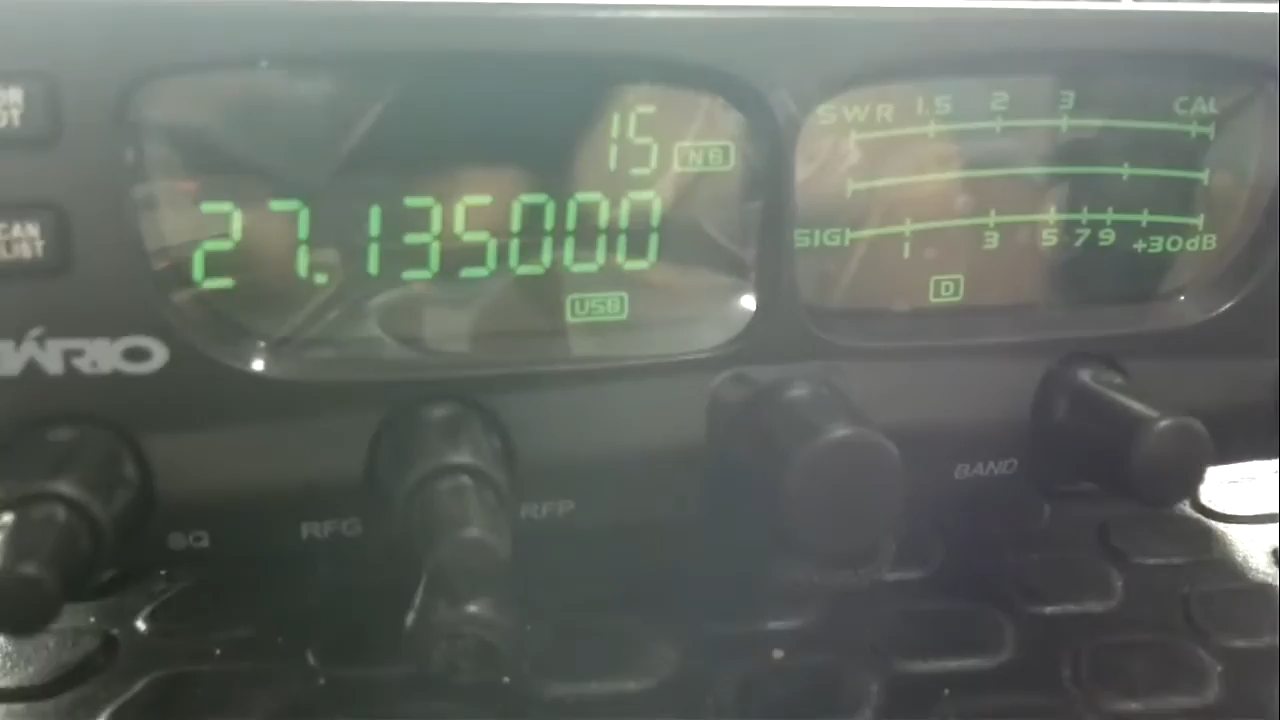 15 NB
27.135000
USB
SWR 1.5 2 3 CAL
SIG 1 3 5 7 9 +30dB
D
BAND
RFG
RFP
SQ